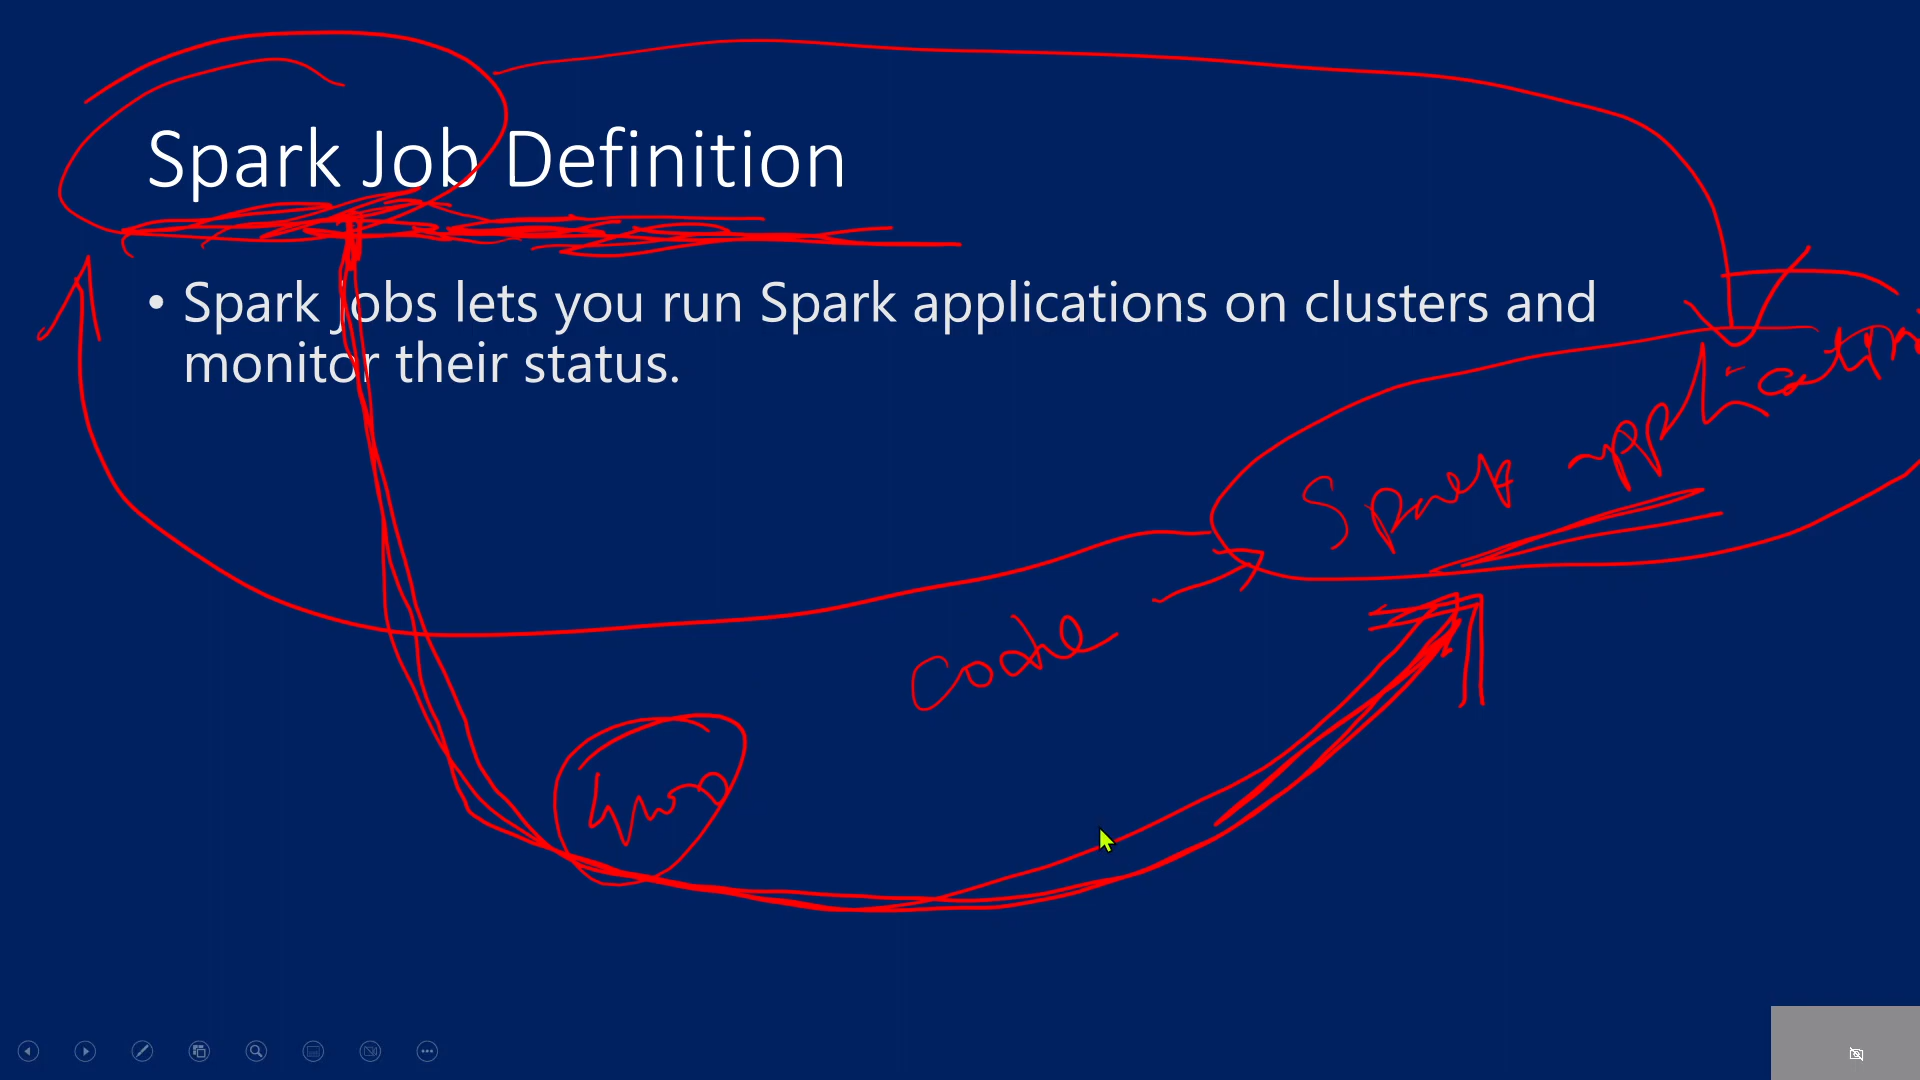 Spark Job Definition
• Spark jobs lets you run Spark applications on clusters and
monitor their status.
Spark application
Code